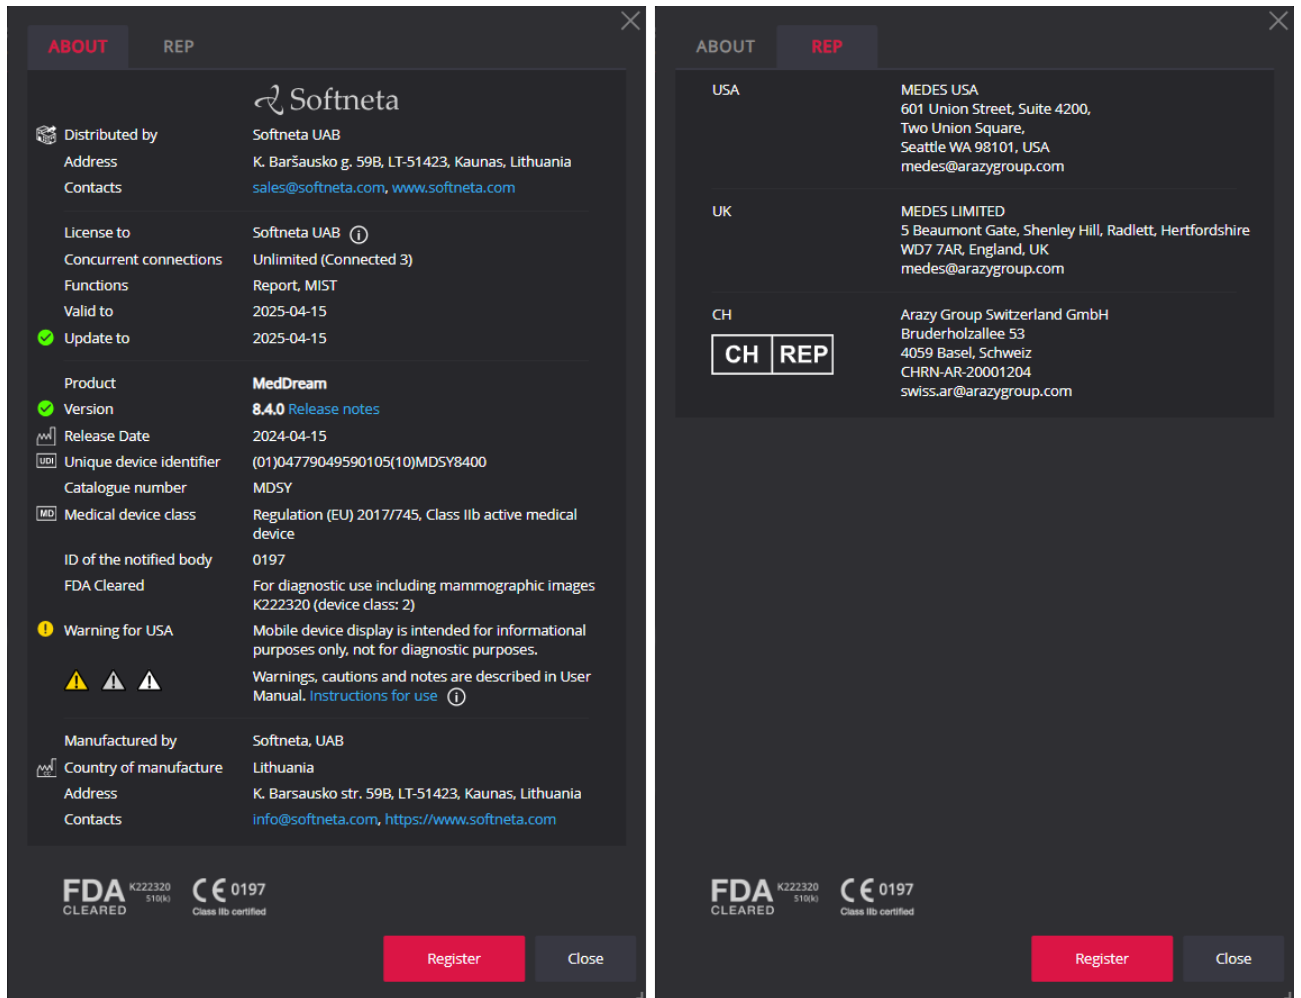 ABOUT REP
Softneta
Distributed by Softneta UAB
Address K. Baršausko g. 59B, LT-51423, Kaunas, Lithuania
Contacts sales@softneta.com, www.softneta.com
License to Softneta UAB
Concurrent connections Unlimited (Connected 3)
Functions Report, MIST
Valid to 2025-04-15
Update to 2025-04-15
Product MedDream
Version 8.4.0 Release notes
Release Date 2024-04-15
UDI Unique device identifier (01)04779049590105(10)MDSY8400
Catalogue number MDSY
MD Medical device class Regulation (EU) 2017/745, Class IIb active medical
device
ID of the notified body 0197
FDA Cleared For diagnostic use including mammographic images
K222320 (device class: 2)
Warning for USA Mobile device display is intended for informational
purposes only, not for diagnostic purposes.
Warnings, cautions and notes are described in User
Manual. Instructions for use
Manufactured by Softneta, UAB
CC Country of manufacture Lithuania
Address K. Barsausko str. 59B, LT-51423, Kaunas, Lithuania
Contacts info@softneta.com, https://www.softneta.com
FDA K222320 CE 0197
510(k)
CLEARED Class IIb certified
Register Close
ABOUT REP
USA MEDES USA
601 Union Street, Suite 4200,
Two Union Square,
Seattle WA 98101, USA
medes@arazygroup.com
UK MEDES LIMITED
5 Beaumont Gate, Shenley Hill, Radlett, Hertfordshire
WD7 7AR, England, UK
medes@arazygroup.com
CH Arazy Group Switzerland GmbH
Bruderholzallee 53
CH REP 4059 Basel, Schweiz
CHRN-AR-20001204
swiss.ar@arazygroup.com
FDA K222320 CE 0197
510(k)
CLEARED Class IIb certified
Register Close